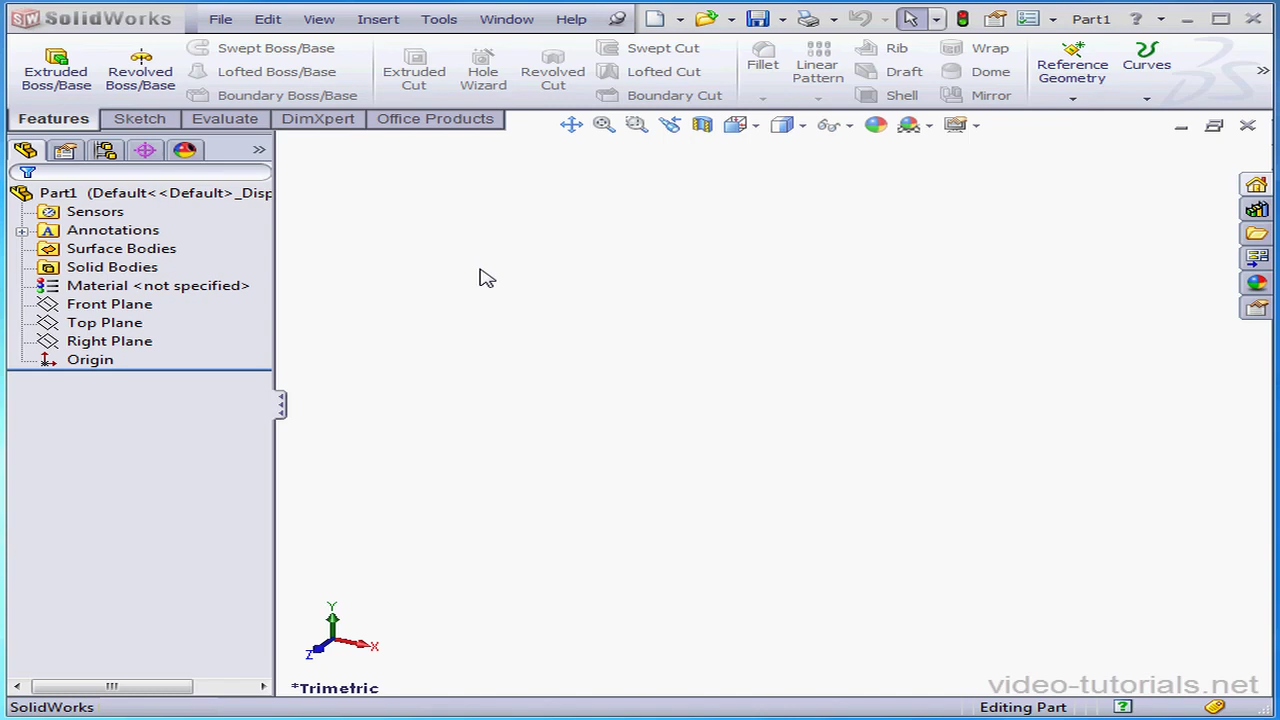 SW SolidWorks File Edit View Insert Tools Window Help Part1 ?
Extruded Boss/Base
Revolved Boss/Base
Swept Boss/Base
Lofted Boss/Base
Boundary Boss/Base
Extruded Cut
Hole Wizard
Revolved Cut
Swept Cut
Lofted Cut
Boundary Cut
Fillet
Linear Pattern
Rib
Draft
Shell
Wrap
Dome
Mirror
Reference Geometry
Curves
Features Sketch Evaluate DimXpert Office Products
Part1 (Default<<Default>_Disp
Sensors
A Annotations
Surface Bodies
Solid Bodies
Material <not specified>
Front Plane
Top Plane
Right Plane
Origin
Y
X
Z
*Trimetric
video-tutorials.net
SolidWorks Editing Part ?